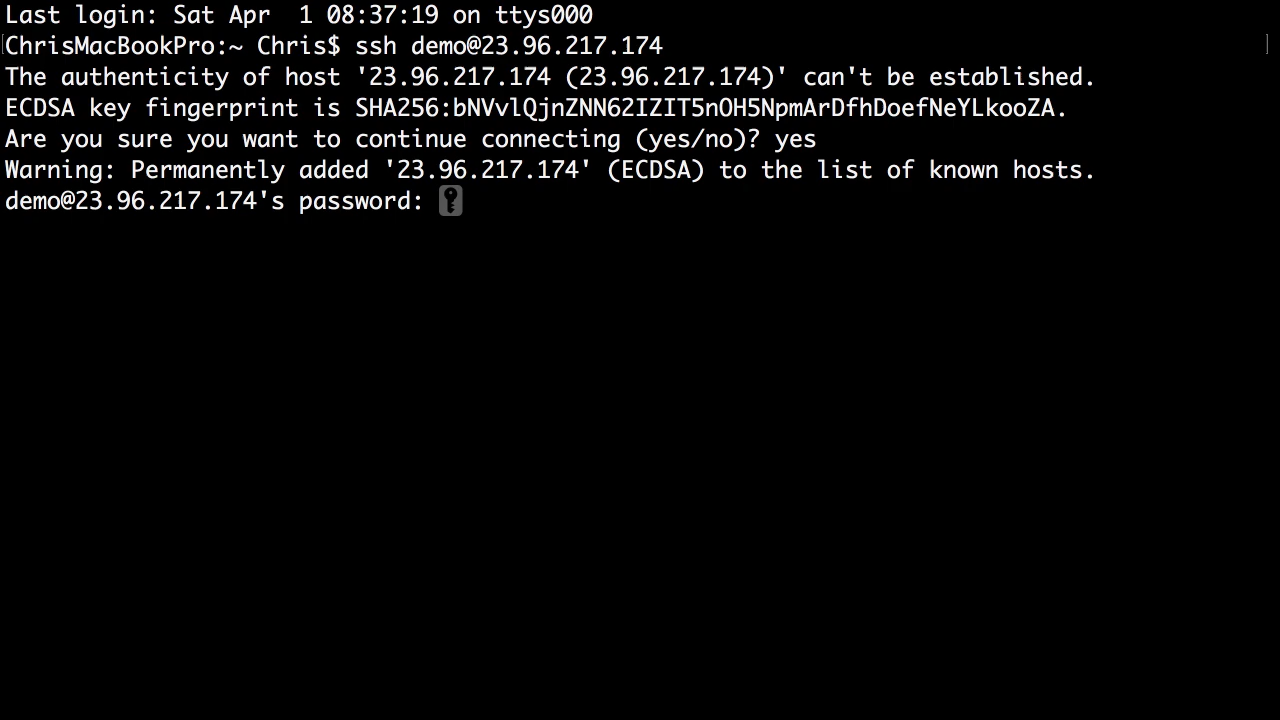 Last login: Sat Apr  1 08:37:19 on ttys000
ChrisMacBookPro:~ Chris$ ssh demo@23.96.217.174
The authenticity of host '23.96.217.174 (23.96.217.174)' can't be established.
ECDSA key fingerprint is SHA256:bNVvlQjnZNN62IZIT5nOH5NpmArDfhDoefNeYLkooZA.
Are you sure you want to continue connecting (yes/no)? yes
Warning: Permanently added '23.96.217.174' (ECDSA) to the list of known hosts.
demo@23.96.217.174's password: